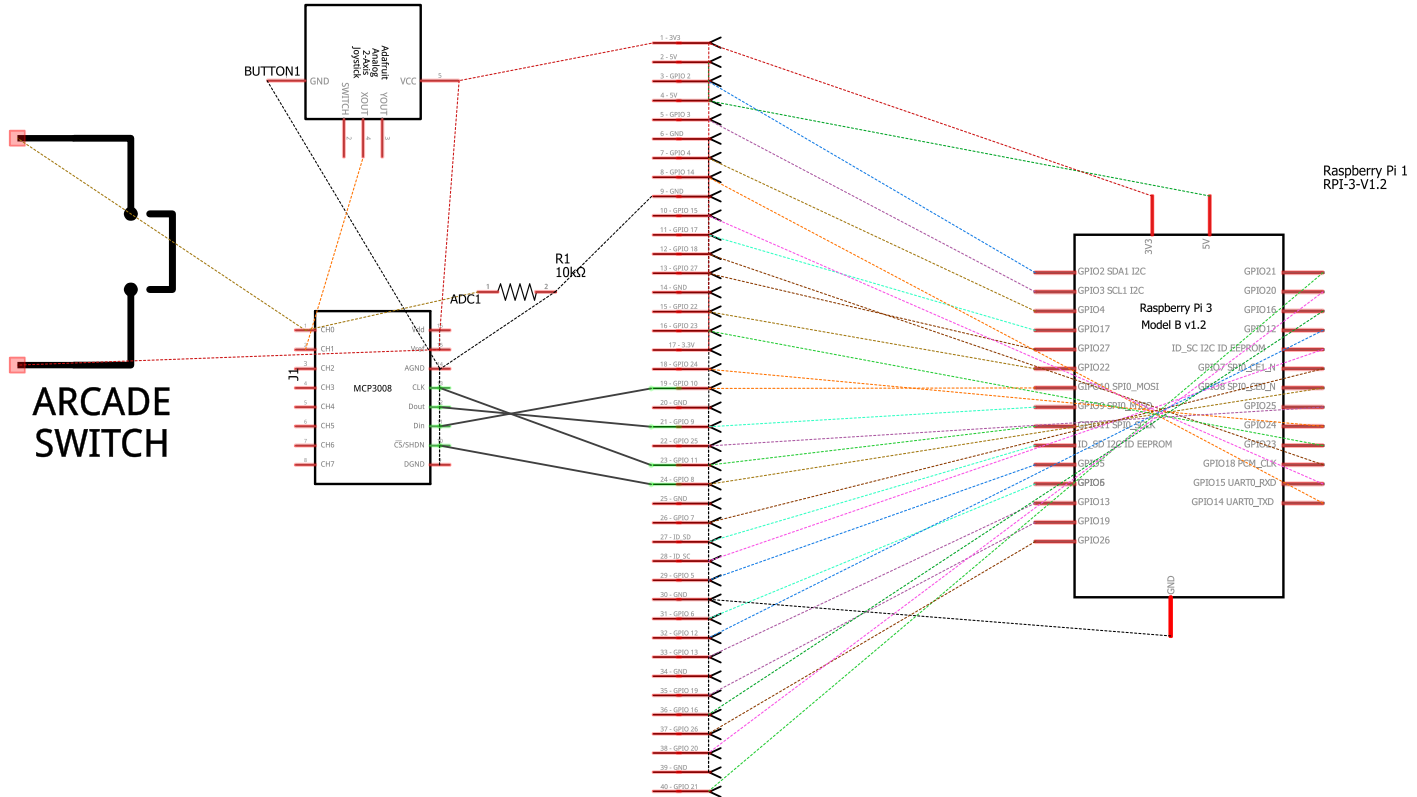 BUTTON1
GND
VCC
5
Adafruit
Analog
2-Axis
Joystick
SWITCH
XOUT
YOUT
2
4
3
ARCADE
SWITCH
R1
10kΩ
1
2
ADC1
J1
MCP3008
CH0
CH1
CH2
CH3
CH4
CH5
CH6
CH7
Vdd
Vref
AGND
CLK
Dout
Din
CS/SHDN
DGND
1 - 3V3
2 - 5V
3 - GPIO 2
4 - 5V
5 - GPIO 3
6 - GND
7 - GPIO 4
8 - GPIO 14
9 - GND
10 - GPIO 15
11 - GPIO 17
12 - GPIO 18
13 - GPIO 27
14 - GND
15 - GPIO 22
16 - GPIO 23
17 - 3.3V
18 - GPIO 24
19 - GPIO 10
20 - GND
21 - GPIO 9
22 - GPIO 25
23 - GPIO 11
24 - GPIO 8
25 - GND
26 - GPIO 7
27 - ID_SD
28 - ID_SC
29 - GPIO 5
30 - GND
31 - GPIO 6
32 - GPIO 12
33 - GPIO 13
34 - GND
35 - GPIO 19
36 - GPIO 16
37 - GPIO 26
38 - GPIO 20
39 - GND
40 - GPIO 21
Raspberry Pi 1
RPI-3-V1.2
3V3
5V
Raspberry Pi 3
Model B v1.2
GPIO2 SDA1 I2C
GPIO3 SCL1 I2C
GPIO4
GPIO17
GPIO27
GPIO22
GPIO10 SPI0_MOSI
GPIO9 SPI0_MISO
GPIO11 SPI0_SCLK
ID_SD I2C ID EEPROM
GPIO5
GPIO6
GPIO13
GPIO19
GPIO26
GPIO21
GPIO20
GPIO16
GPIO12
ID_SC I2C ID EEPROM
GPIO7 SPI0_CE1_N
GPIO8 SPI0_CE0_N
GPIO25
GPIO24
GPIO23
GPIO18 PCM_CLK
GPIO15 UART0_RXD
GPIO14 UART0_TXD
GND